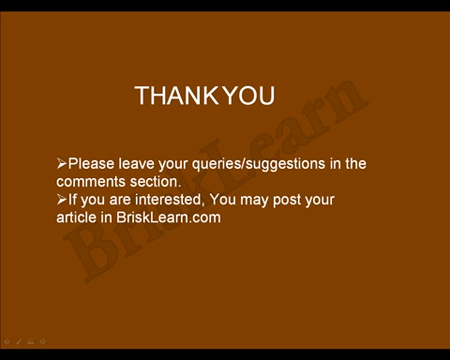 THANK YOU
➢Please leave your queries/suggestions in the
comments section.
➢If you are interested, You may post your
article in BriskLearn.com
BriskLearn